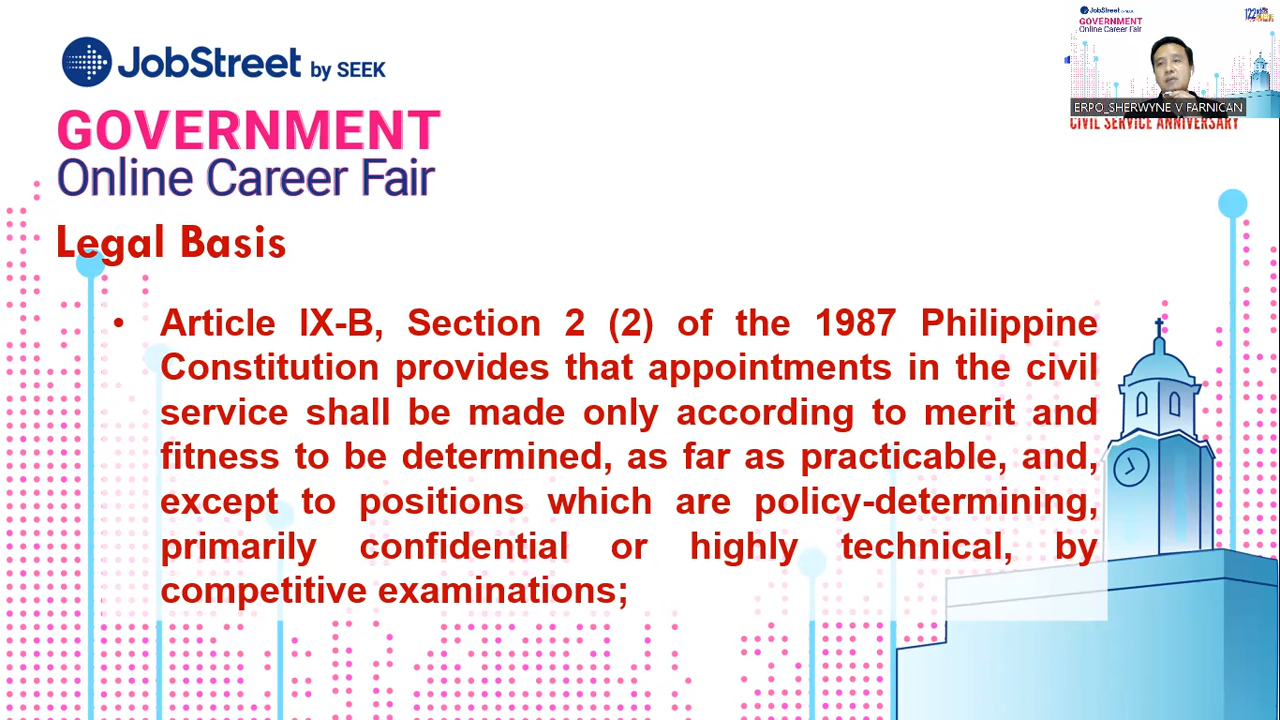 JobStreet by SEEK
GOVERNMENT
Online Career Fair
Legal Basis
• Article IX-B, Section 2 (2) of the 1987 Philippine
Constitution provides that appointments in the civil
service shall be made only according to merit and
fitness to be determined, as far as practicable, and,
except to positions which are policy-determining,
primarily confidential or highly technical, by
competitive examinations;
JobStreet by SEEK
GOVERNMENT
Online Career Fair
ERPO_SHERWYNE V FARNICAN
CIVIL SERVICE ANNIVERSARY